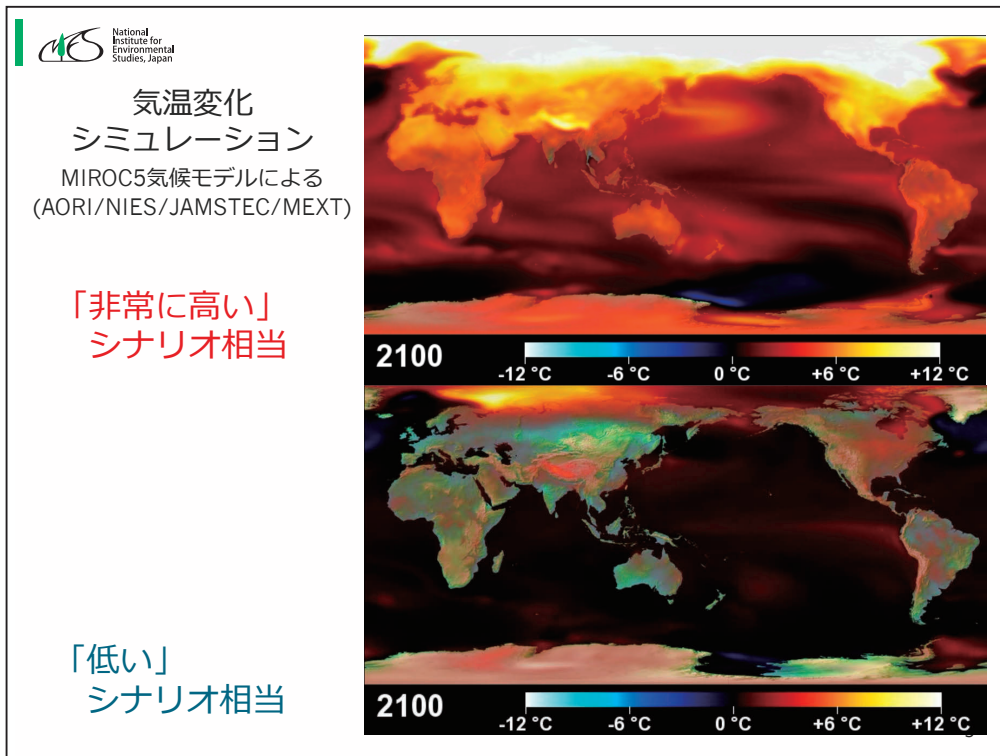 National
Institute for
Environmental
Studies, Japan
気温変化
シミュレーション
MIROC5気候モデルによる
(AORI/NIES/JAMSTEC/MEXT)
「非常に高い」
シナリオ相当
2100
-12 °C -6 °C 0 °C +6 °C +12 °C
「低い」
シナリオ相当
2100
-12 °C -6 °C 0 °C +6 °C +12 °C